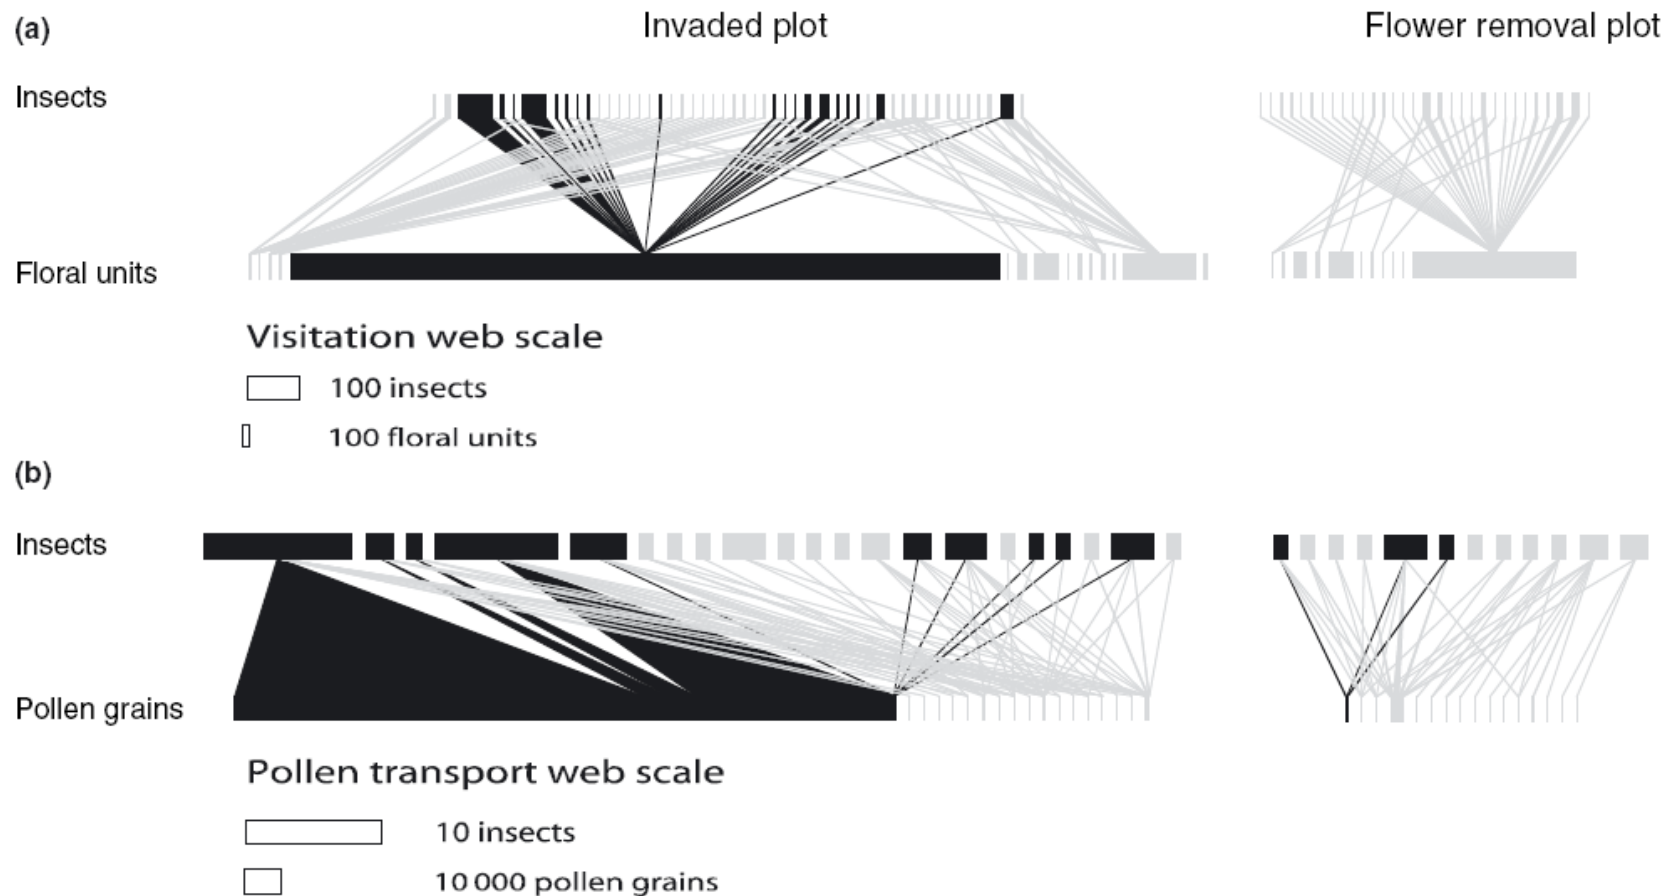 (a)
Invaded plot
Flower removal plot
Insects
Floral units
Visitation web scale
100 insects
100 floral units
(b)
Insects
Pollen grains
Pollen transport web scale
10 insects
10 000 pollen grains